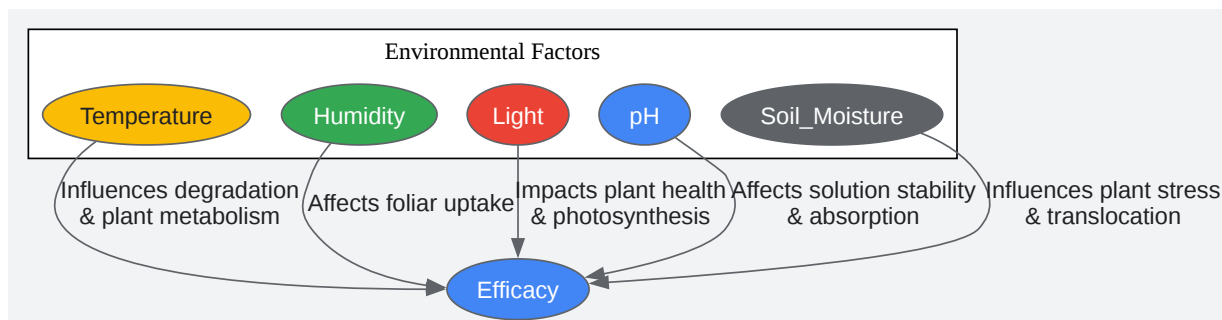 Environmental Factors
Temperature
Humidity
Light
pH
Soil_Moisture
Influences degradation
& plant metabolism
Affects foliar uptake
Impacts plant health
& photosynthesis
Affects solution stability
& absorption
Influences plant stress
& translocation
Efficacy